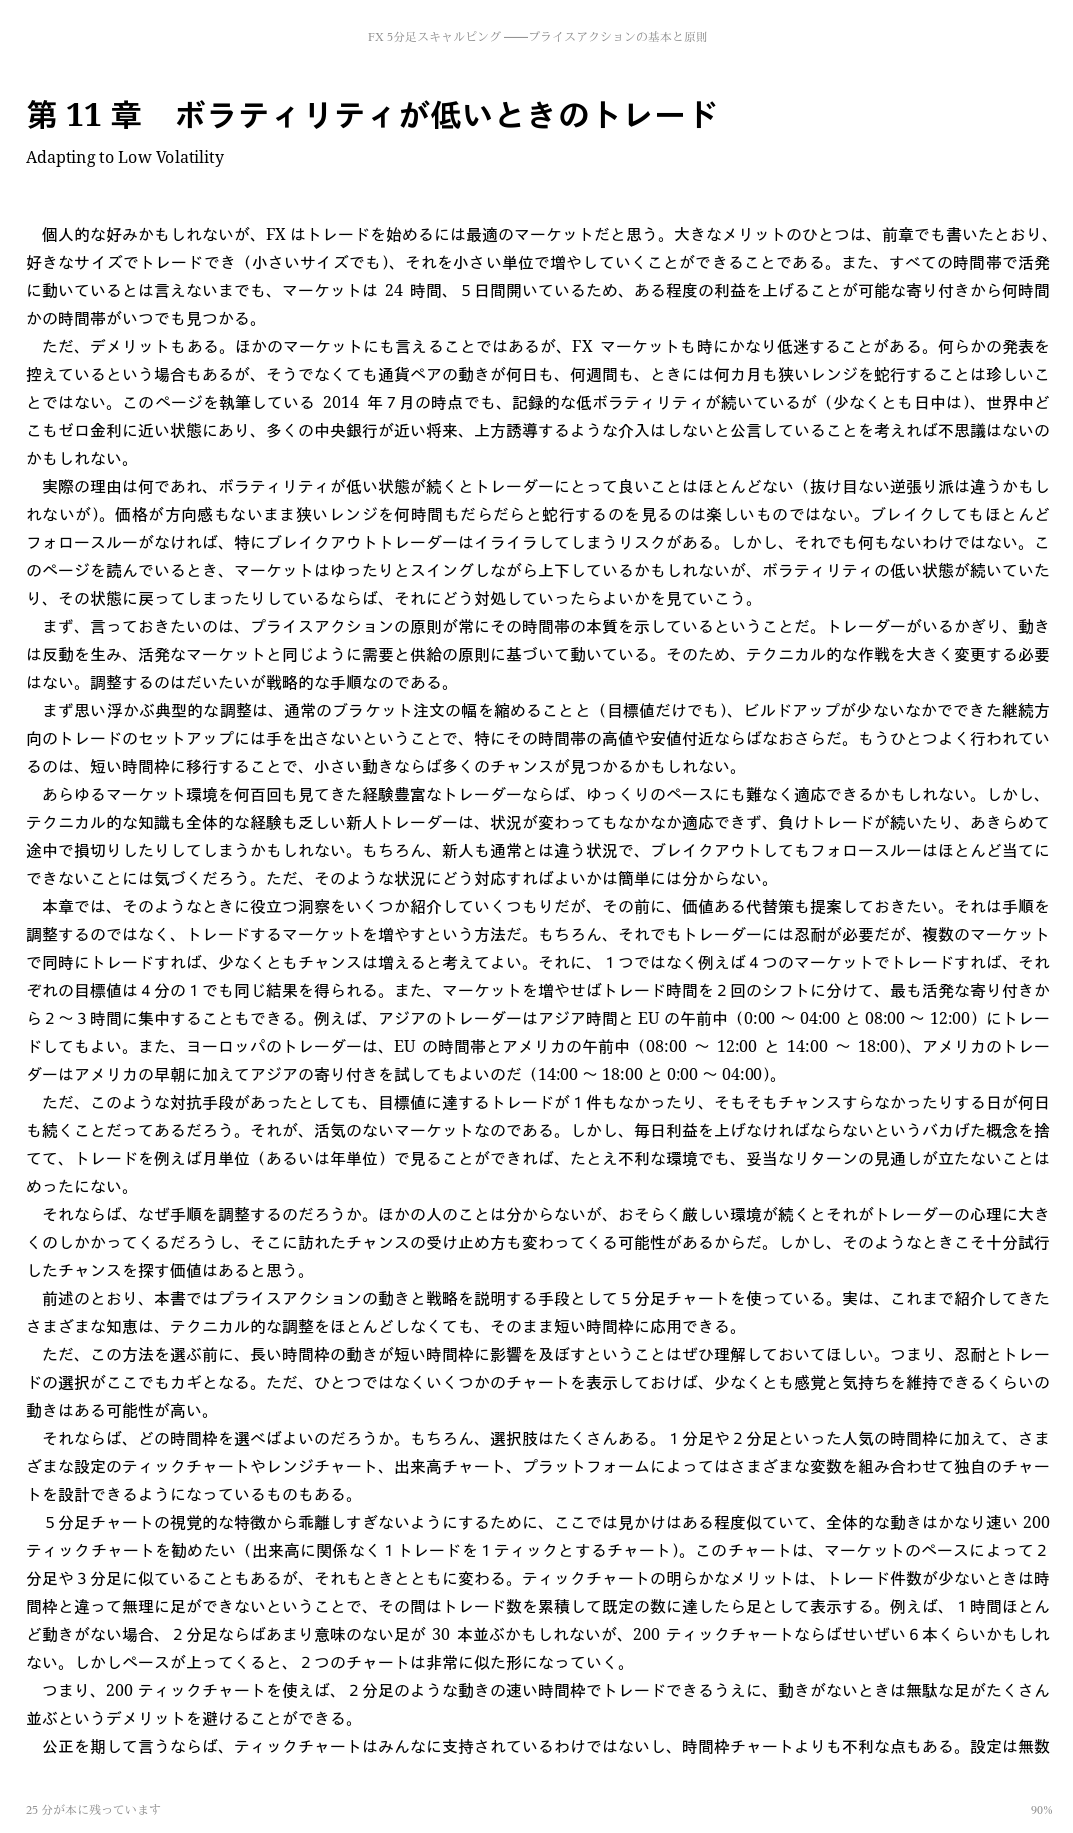 FX 5分足スキャルピング ――プライスアクションの基本と原則
第 11 章　ボラティリティが低いときのトレード
Adapting to Low Volatility
　個人的な好みかもしれないが、FX はトレードを始めるには最適のマーケットだと思う。大きなメリットのひとつは、前章でも書いたとおり、
好きなサイズでトレードでき（小さいサイズでも）、それを小さい単位で増やしていくことができることである。また、すべての時間帯で活発
に動いているとは言えないまでも、マーケットは 24 時間、５日間開いているため、ある程度の利益を上げることが可能な寄り付きから何時間
かの時間帯がいつでも見つかる。
　ただ、デメリットもある。ほかのマーケットにも言えることではあるが、FX マーケットも時にかなり低迷することがある。何らかの発表を
控えているという場合もあるが、そうでなくても通貨ペアの動きが何日も、何週間も、ときには何カ月も狭いレンジを蛇行することは珍しいこ
とではない。このページを執筆している 2014 年７月の時点でも、記録的な低ボラティリティが続いているが（少なくとも日中は）、世界中ど
こもゼロ金利に近い状態にあり、多くの中央銀行が近い将来、上方誘導するような介入はしないと公言していることを考えれば不思議はないの
かもしれない。
　実際の理由は何であれ、ボラティリティが低い状態が続くとトレーダーにとって良いことはほとんどない（抜け目ない逆張り派は違うかもし
れないが）。価格が方向感もないまま狭いレンジを何時間もだらだらと蛇行するのを見るのは楽しいものではない。ブレイクしてもほとんど
フォロースルーがなければ、特にブレイクアウトトレーダーはイライラしてしまうリスクがある。しかし、それでも何もないわけではない。こ
のページを読んでいるとき、マーケットはゆったりとスイングしながら上下しているかもしれないが、ボラティリティの低い状態が続いていた
り、その状態に戻ってしまったりしているならば、それにどう対処していったらよいかを見ていこう。
　まず、言っておきたいのは、プライスアクションの原則が常にその時間帯の本質を示しているということだ。トレーダーがいるかぎり、動き
は反動を生み、活発なマーケットと同じように需要と供給の原則に基づいて動いている。そのため、テクニカル的な作戦を大きく変更する必要
はない。調整するのはだいたいが戦略的な手順なのである。
　まず思い浮かぶ典型的な調整は、通常のブラケット注文の幅を縮めることと（目標値だけでも）、ビルドアップが少ないなかでできた継続方
向のトレードのセットアップには手を出さないということで、特にその時間帯の高値や安値付近ならばなおさらだ。もうひとつよく行われてい
るのは、短い時間枠に移行することで、小さい動きならば多くのチャンスが見つかるかもしれない。
　あらゆるマーケット環境を何百回も見てきた経験豊富なトレーダーならば、ゆっくりのペースにも難なく適応できるかもしれない。しかし、
テクニカル的な知識も全体的な経験も乏しい新人トレーダーは、状況が変わってもなかなか適応できず、負けトレードが続いたり、あきらめて
途中で損切りしたりしてしまうかもしれない。もちろん、新人も通常とは違う状況で、ブレイクアウトしてもフォロースルーはほとんど当てに
できないことには気づくだろう。ただ、そのような状況にどう対応すればよいかは簡単には分からない。
　本章では、そのようなときに役立つ洞察をいくつか紹介していくつもりだが、その前に、価値ある代替策も提案しておきたい。それは手順を
調整するのではなく、トレードするマーケットを増やすという方法だ。もちろん、それでもトレーダーには忍耐が必要だが、複数のマーケット
で同時にトレードすれば、少なくともチャンスは増えると考えてよい。それに、１つではなく例えば４つのマーケットでトレードすれば、それ
ぞれの目標値は４分の１でも同じ結果を得られる。また、マーケットを増やせばトレード時間を２回のシフトに分けて、最も活発な寄り付きか
ら２～３時間に集中することもできる。例えば、アジアのトレーダーはアジア時間と EU の午前中（0:00 ～ 04:00 と 08:00 ～ 12:00）にトレー
ドしてもよい。また、ヨーロッパのトレーダーは、EU の時間帯とアメリカの午前中（08:00 ～ 12:00 と 14:00 ～ 18:00）、アメリカのトレー
ダーはアメリカの早朝に加えてアジアの寄り付きを試してもよいのだ（14:00 ～ 18:00 と 0:00 ～ 04:00）。
　ただ、このような対抗手段があったとしても、目標値に達するトレードが１件もなかったり、そもそもチャンスすらなかったりする日が何日
も続くことだってあるだろう。それが、活気のないマーケットなのである。しかし、毎日利益を上げなければならないというバカげた概念を捨
てて、トレードを例えば月単位（あるいは年単位）で見ることができれば、たとえ不利な環境でも、妥当なリターンの見通しが立たないことは
めったにない。
　それならば、なぜ手順を調整するのだろうか。ほかの人のことは分からないが、おそらく厳しい環境が続くとそれがトレーダーの心理に大き
くのしかかってくるだろうし、そこに訪れたチャンスの受け止め方も変わってくる可能性があるからだ。しかし、そのようなときこそ十分試行
したチャンスを探す価値はあると思う。
　前述のとおり、本書ではプライスアクションの動きと戦略を説明する手段として５分足チャートを使っている。実は、これまで紹介してきた
さまざまな知恵は、テクニカル的な調整をほとんどしなくても、そのまま短い時間枠に応用できる。
　ただ、この方法を選ぶ前に、長い時間枠の動きが短い時間枠に影響を及ぼすということはぜひ理解しておいてほしい。つまり、忍耐とトレー
ドの選択がここでもカギとなる。ただ、ひとつではなくいくつかのチャートを表示しておけば、少なくとも感覚と気持ちを維持できるくらいの
動きはある可能性が高い。
　それならば、どの時間枠を選べばよいのだろうか。もちろん、選択肢はたくさんある。１分足や２分足といった人気の時間枠に加えて、さま
ざまな設定のティックチャートやレンジチャート、出来高チャート、プラットフォームによってはさまざまな変数を組み合わせて独自のチャー
トを設計できるようになっているものもある。
　５分足チャートの視覚的な特徴から乖離しすぎないようにするために、ここでは見かけはある程度似ていて、全体的な動きはかなり速い 200
ティックチャートを勧めたい（出来高に関係なく１トレードを１ティックとするチャート）。このチャートは、マーケットのペースによって２
分足や３分足に似ていることもあるが、それもときとともに変わる。ティックチャートの明らかなメリットは、トレード件数が少ないときは時
間枠と違って無理に足ができないということで、その間はトレード数を累積して既定の数に達したら足として表示する。例えば、１時間ほとん
ど動きがない場合、２分足ならばあまり意味のない足が 30 本並ぶかもしれないが、200 ティックチャートならばせいぜい６本くらいかもしれ
ない。しかしペースが上ってくると、２つのチャートは非常に似た形になっていく。
　つまり、200 ティックチャートを使えば、２分足のような動きの速い時間枠でトレードできるうえに、動きがないときは無駄な足がたくさん
並ぶというデメリットを避けることができる。
　公正を期して言うならば、ティックチャートはみんなに支持されているわけではないし、時間枠チャートよりも不利な点もある。設定は無数
25 分が本に残っています
90%